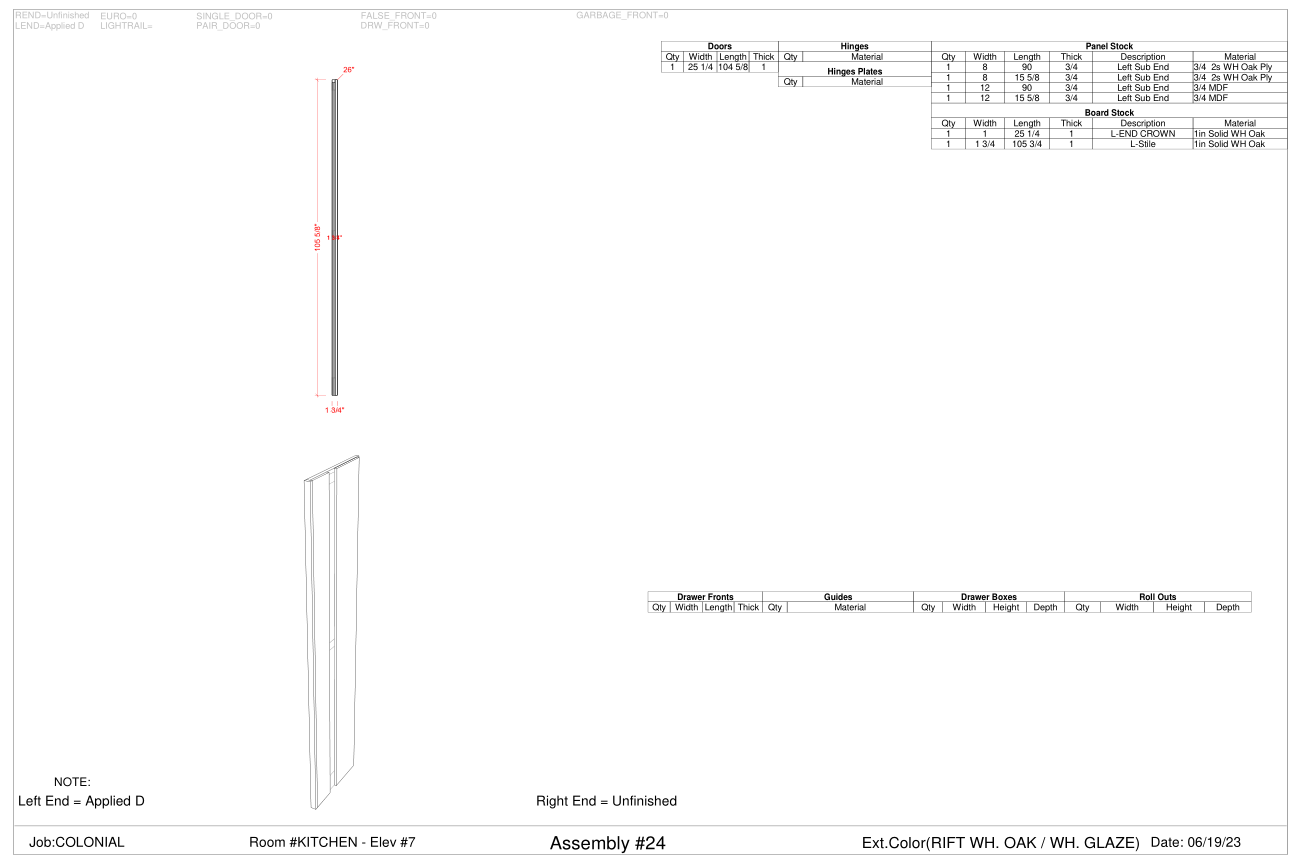 REND=Unfinished EURO=0 SINGLE_DOOR=0 FALSE_FRONT=0 GARBAGE_FRONT=0
LEND=Applied D LIGHTRAIL= PAIR_DOOR=0 DRW_FRONT=0
Doors Hinges Panel Stock
Qty Width Length Thick Qty Material Qty Width Length Thick Description Material
1 25 1/4 104 5/8 1 1 8 90 3/4 Left Sub End 3/4 2s WH Oak Ply
Hinges Plates 1 8 15 5/8 3/4 Left Sub End 3/4 2s WH Oak Ply
Qty Material 1 12 90 3/4 Left Sub End 3/4 MDF
1 12 15 5/8 3/4 Left Sub End 3/4 MDF
Board Stock
Qty Width Length Thick Description Material
1 1 25 1/4 1 L-END CROWN 1in Solid WH Oak
1 1 3/4 105 3/4 1 L-Stile 1in Solid WH Oak
26"
105 5/8"
1 3/4"
1 3/4"
Drawer Fronts Guides Drawer Boxes Roll Outs
Qty Width Length Thick Qty Material Qty Width Height Depth Qty Width Height Depth
NOTE:
Left End = Applied D Right End = Unfinished
Job:COLONIAL Room #KITCHEN - Elev #7 Assembly #24 Ext.Color(RIFT WH. OAK / WH. GLAZE) Date: 06/19/23